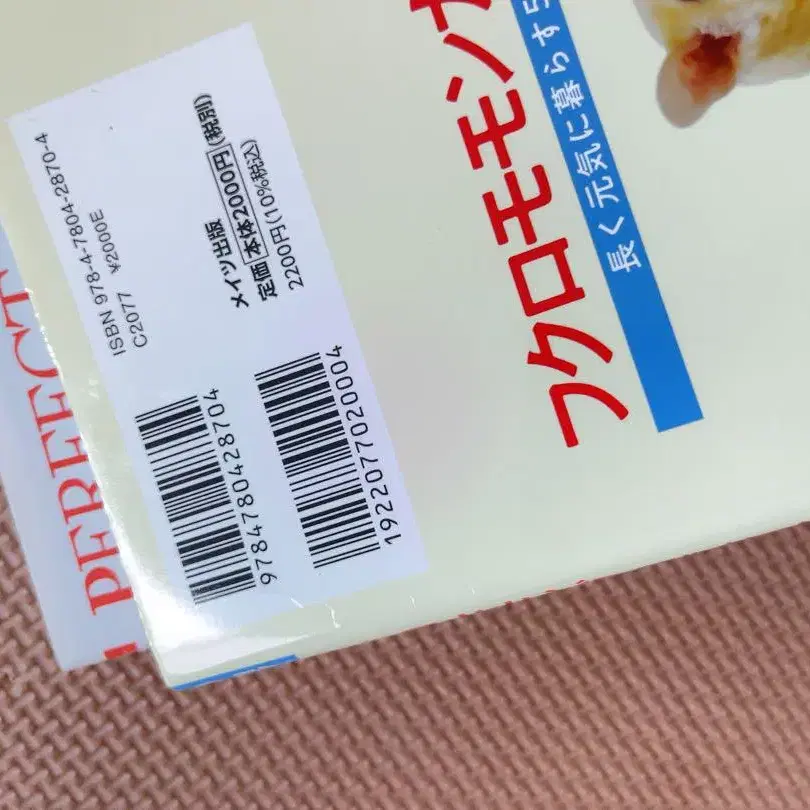 フクロモモンガ
長く元気に暮らす5
ISBN 978-4-7804-2870-4
C2077 ¥2000E
メイツ出版
定価 本体2000円(税別)
2200円(10%税込)
9784780428704
1922077020004
PERFECT